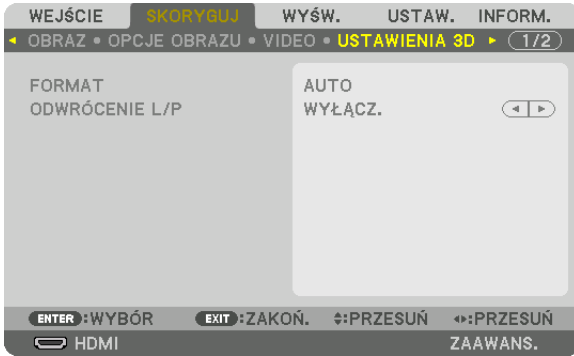 WEJŚCIE SKORYGUJ WYŚW. USTAW. INFORM.
◂ OBRAZ • OPCJE OBRAZU • VIDEO • USTAWIENIA 3D ▸ 1/2
FORMAT AUTO
ODWRÓCENIE L/P WYŁĄCZ. ◂ ▸
ENTER :WYBÓR EXIT :ZAKOŃ. ♦:PRZESUŃ ◂▸:PRZESUŃ
HDMI ZAAWANS.